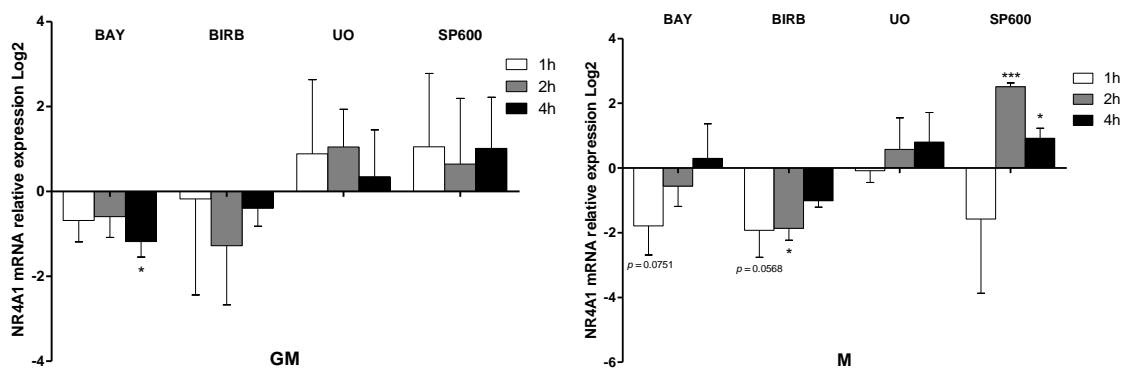 BAY BIRB UO SP600
1h
2h
4h
4
2
0
-2
-4
NR4A1 mRNA relative expression Log2
*
GM
BAY BIRB UO SP600
1h
2h
4h
4
2
0
-2
-4
-6
NR4A1 mRNA relative expression Log2
***
*
p = 0.0751
p = 0.0568
*
M